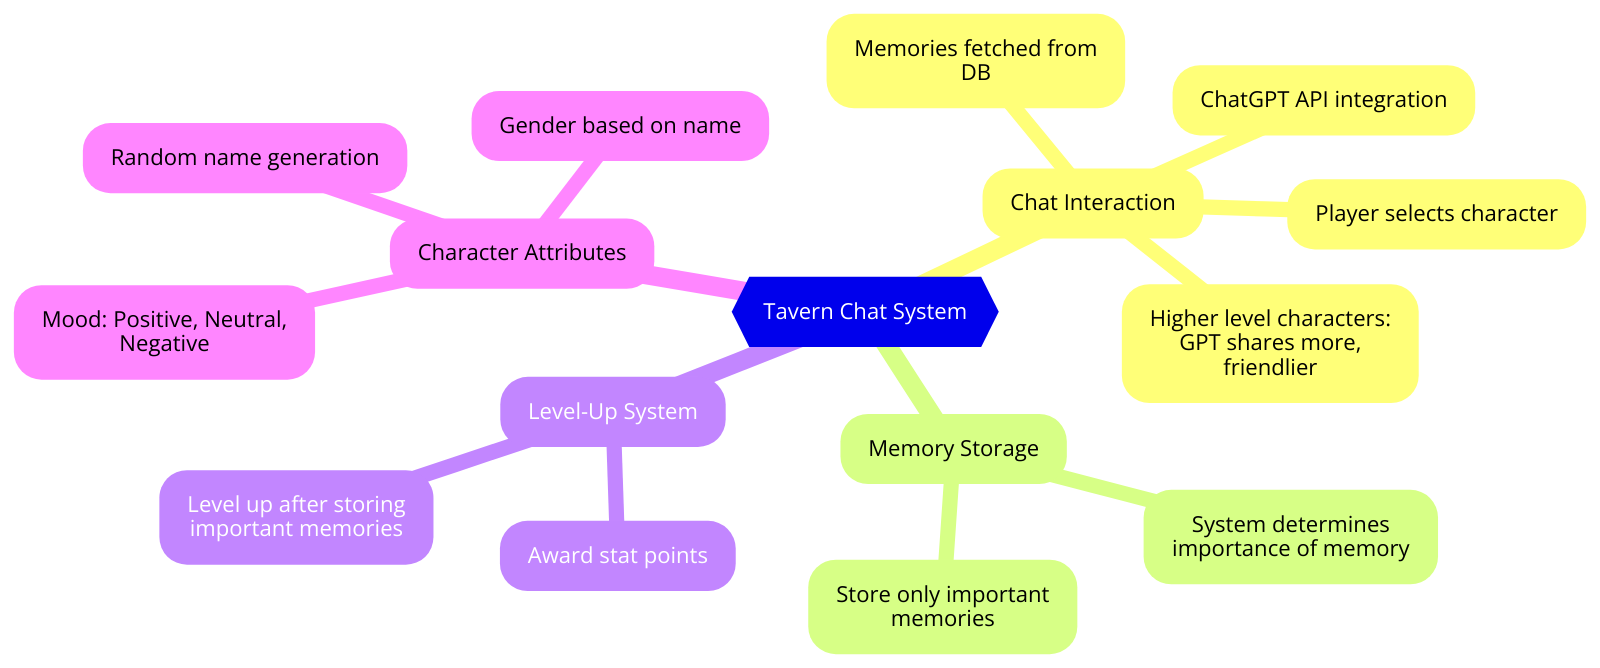 Memories fetched from
DB
ChatGPT API integration
Gender based on name
Random name generation
Chat Interaction
Player selects character
Character Attributes
Tavern Chat System
Mood: Positive, Neutral,
Negative
Higher level characters:
GPT shares more,
friendlier
Level-Up System
Memory Storage
Level up after storing
important memories
Award stat points
System determines
importance of memory
Store only important
memories